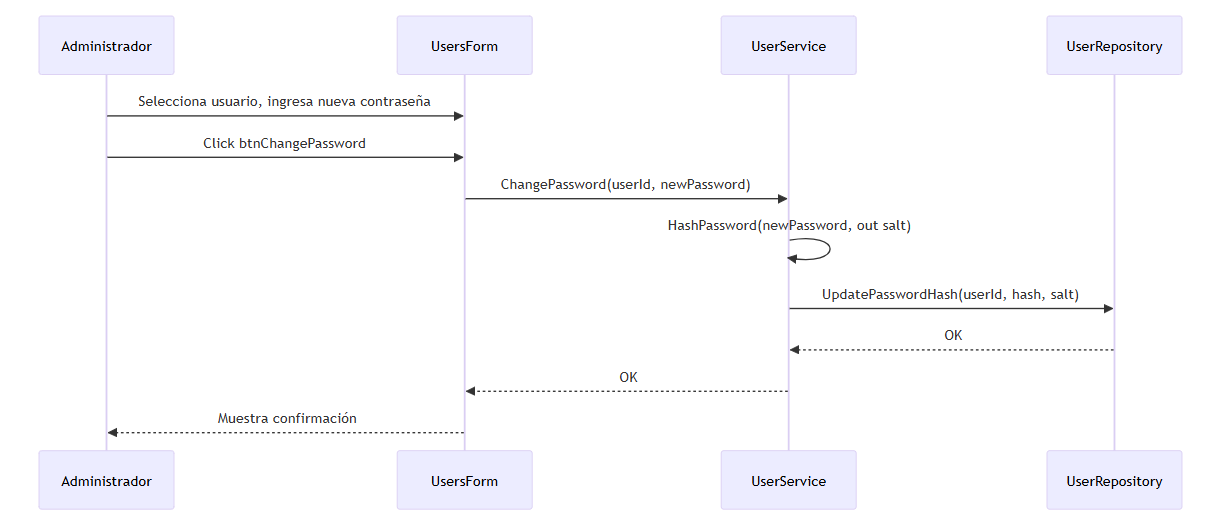 Administrador
UsersForm
UserService
UserRepository
Selecciona usuario, ingresa nueva contraseña
Click btnChangePassword
ChangePassword(userId, newPassword)
HashPassword(newPassword, out salt)
UpdatePasswordHash(userId, hash, salt)
OK
OK
Muestra confirmación
Administrador
UsersForm
UserService
UserRepository